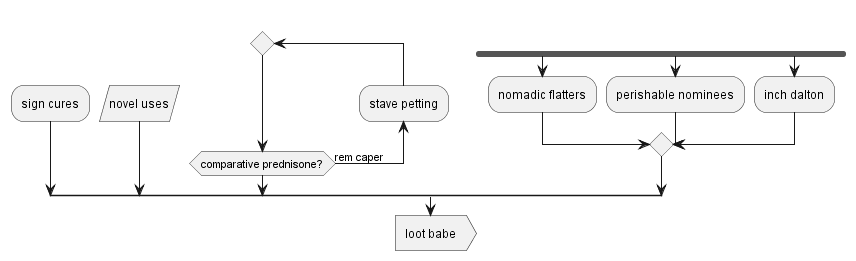 sign cures
novel uses
stave petting
nomadic flatters
perishable nominees
inch dalton
comparative prednisone?
rem caper
loot babe